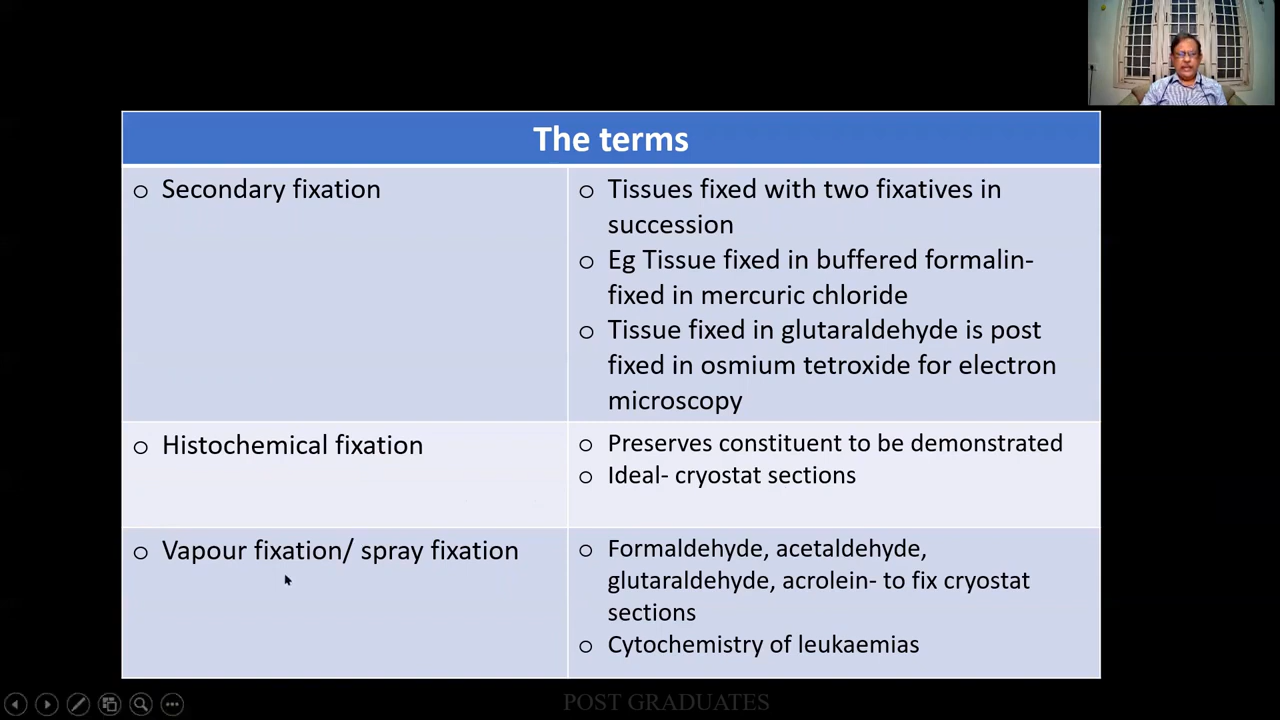 The terms
o Secondary fixation
o Tissues fixed with two fixatives in
succession
o Eg Tissue fixed in buffered formalin-
fixed in mercuric chloride
o Tissue fixed in glutaraldehyde is post
fixed in osmium tetroxide for electron
microscopy
o Histochemical fixation
o Preserves constituent to be demonstrated
o Ideal- cryostat sections
o Vapour fixation/ spray fixation
o Formaldehyde, acetaldehyde,
glutaraldehyde, acrolein- to fix cryostat
sections
o Cytochemistry of leukaemias
POST GRADUATES